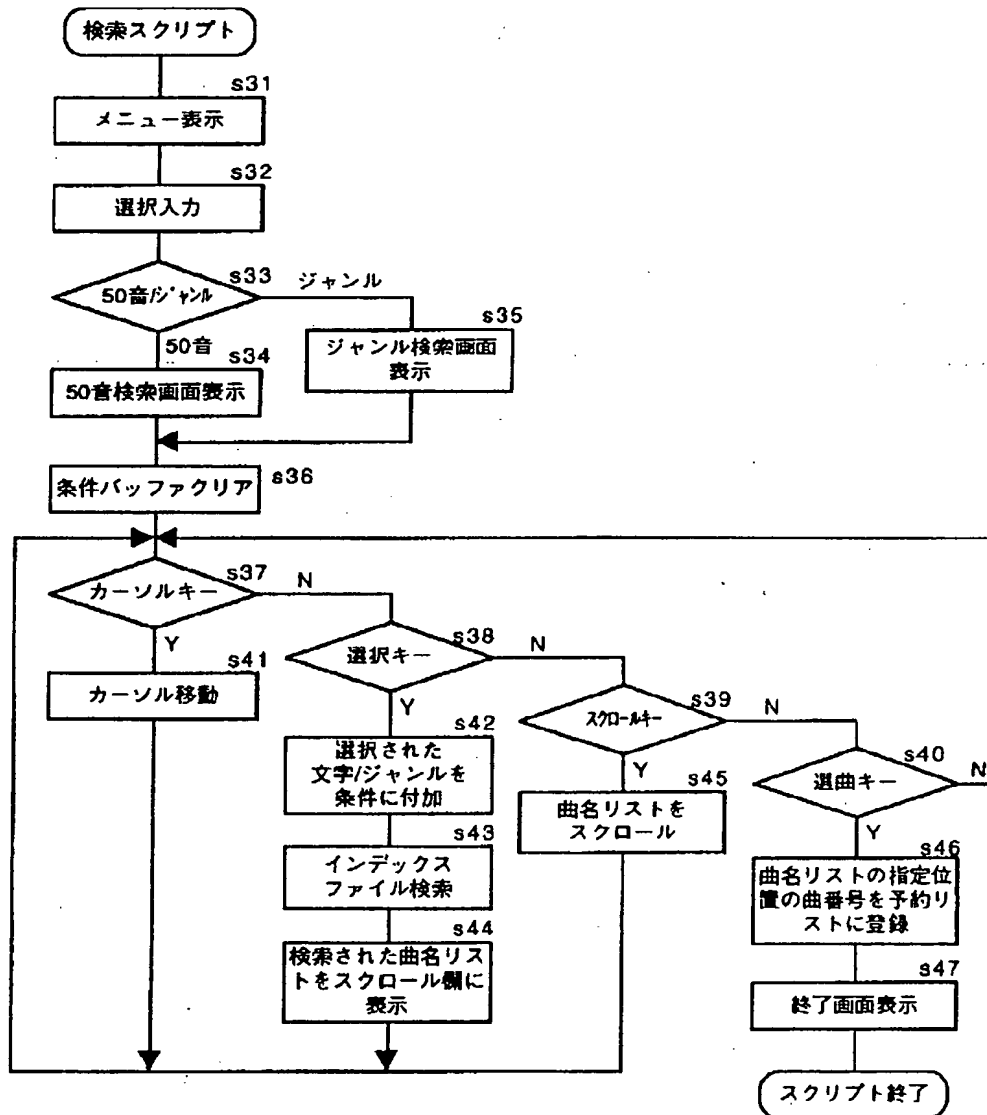 検索スクリプト
s31
メニュー表示
s32
選択入力
s33
50音/ジャンル
ジャンル
50音
s34
50音検索画面表示
s35
ジャンル検索画面
表示
条件バッファクリア
s36
カーソルキー
s37
N
Y
s41
カーソル移動
選択キー
s38
N
Y
s42
選択された
文字/ジャンルを
条件に付加
s43
インデックス
ファイル検索
s44
検索された曲名リス
トをスクロール欄に
表示
スクロールキー
s39
N
Y
s45
曲名リストを
スクロール
選曲キー
s40
N
Y
s46
曲名リストの指定位
置の曲番号を予約リ
ストに登録
s47
終了画面表示
スクリプト終了